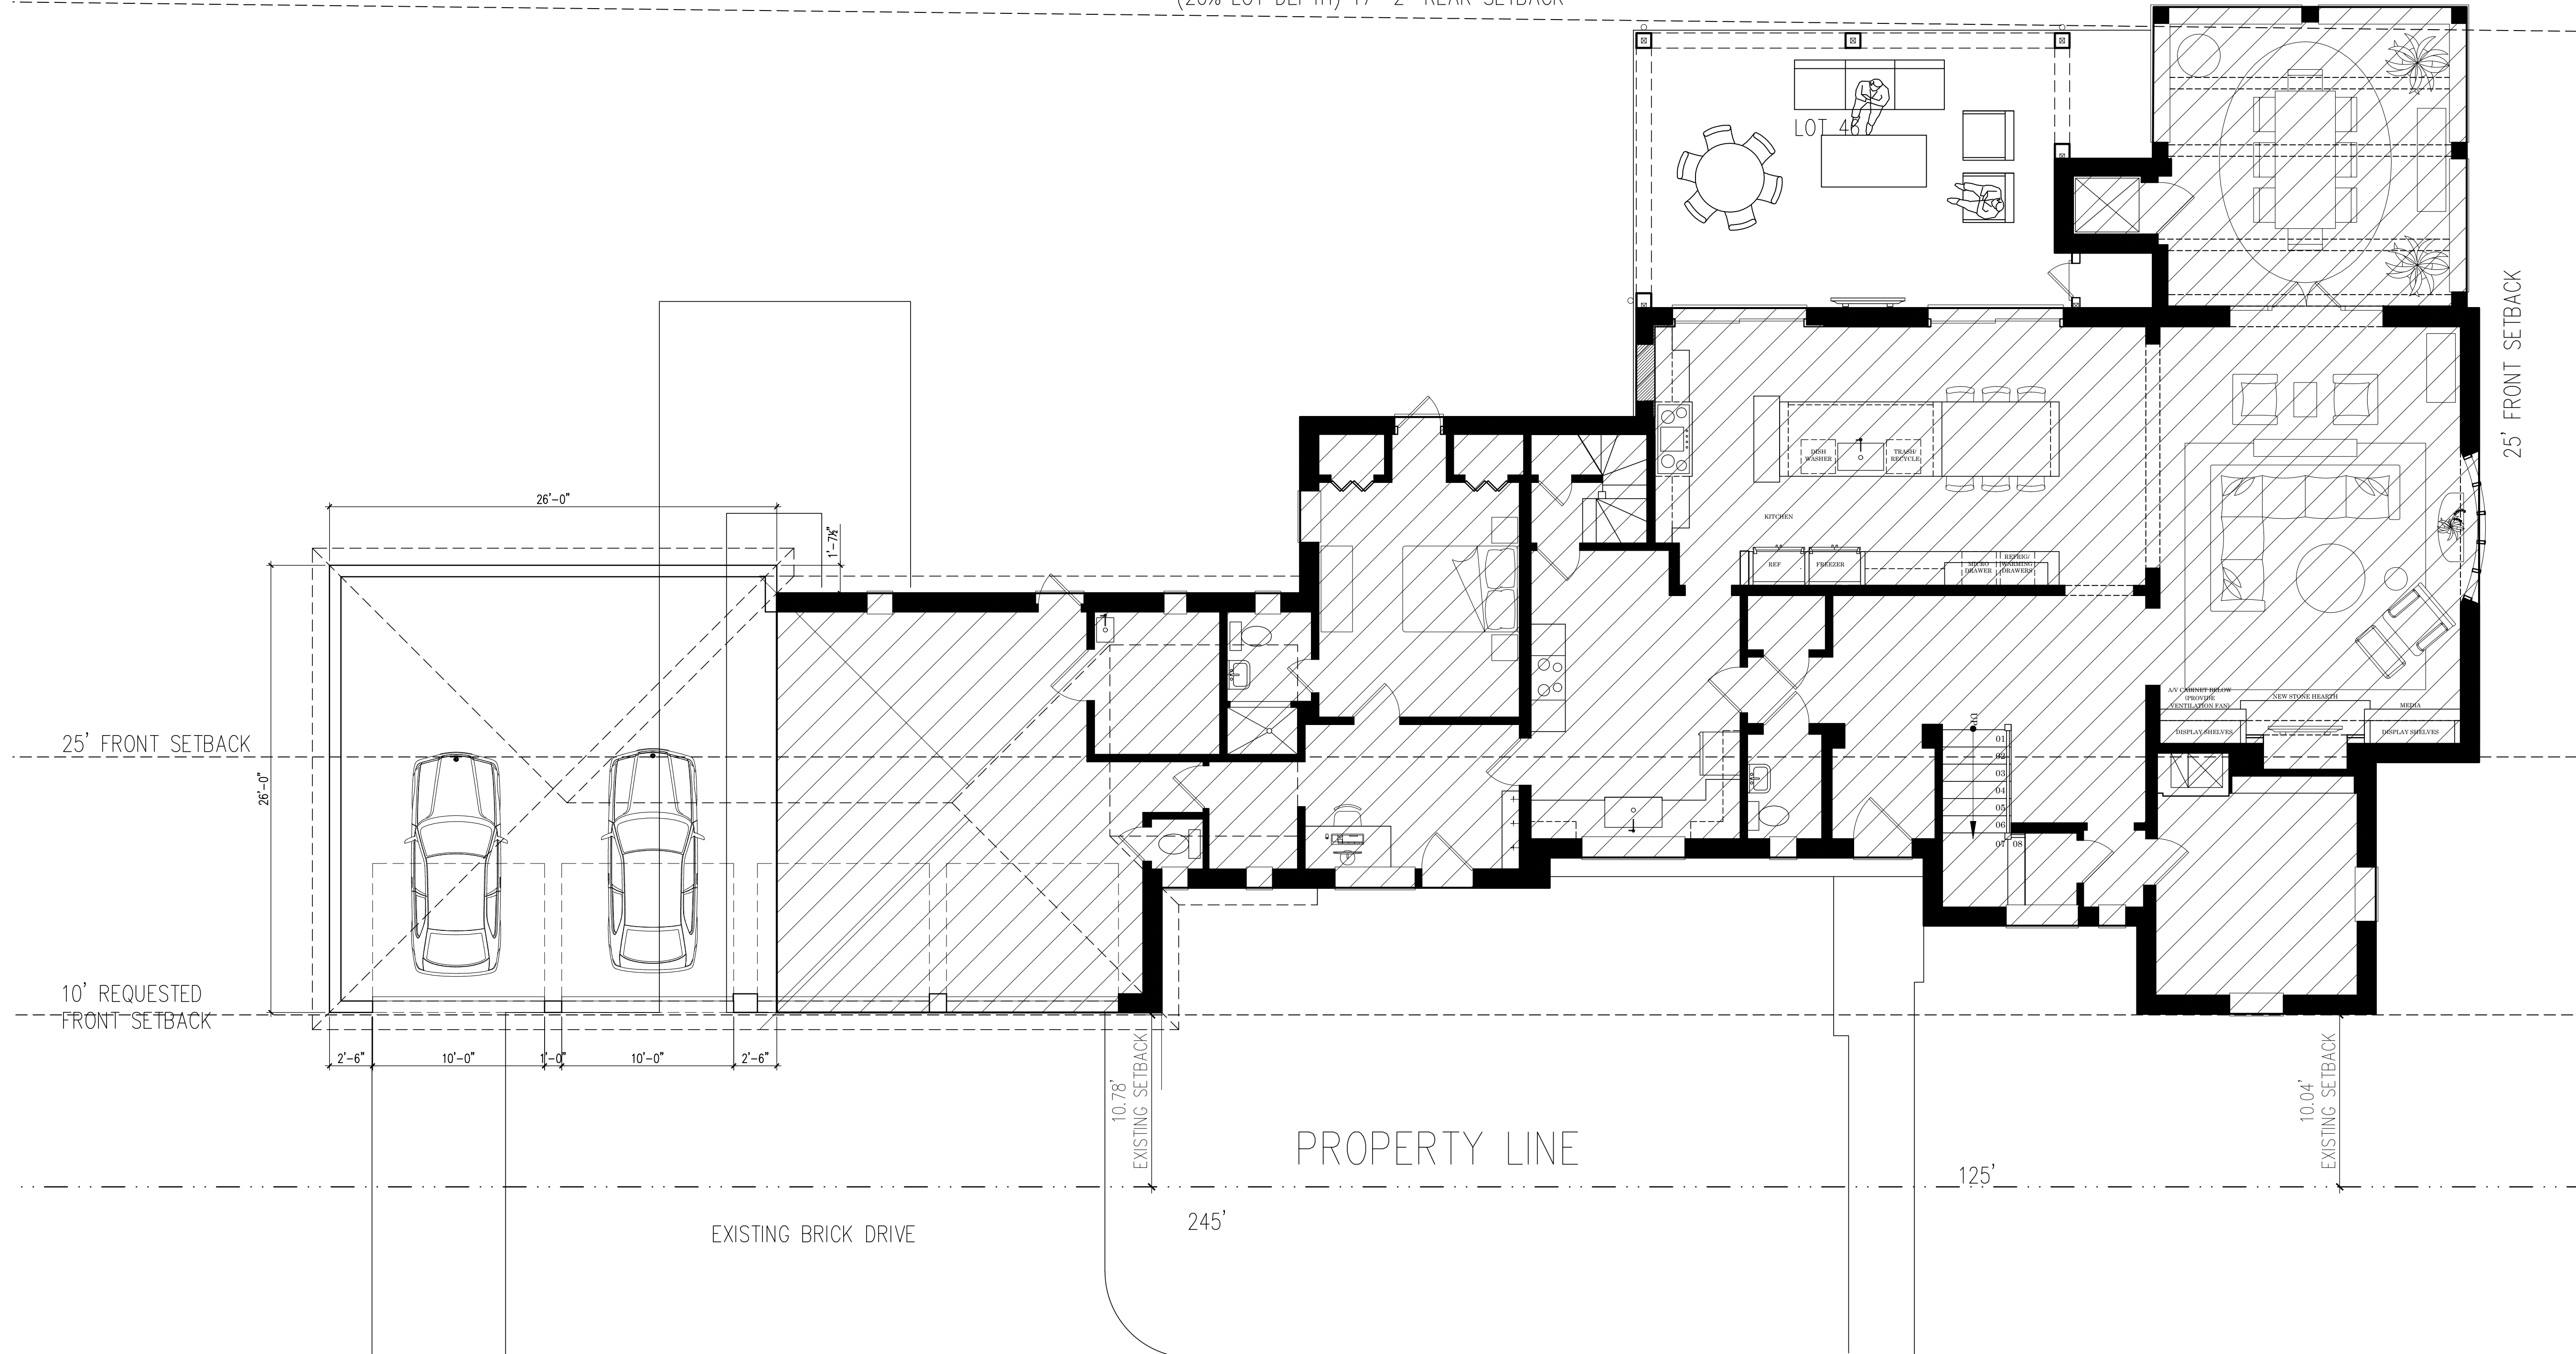 (20% LOT DEPTH) 17'-2" REAR SETBACK
LOT 46
25' FRONT SETBACK
DISH
WASHER
TRASH/
RECYCLE
KITCHEN
REF
FREEZER
MICRO
DRAWER
REFRIG/
WARMING
DRAWERS
26'-0"
1'-7½"
A/V CABINET BELOW
(PROVIDE
VENTILATION FAN)
NEW STONE HEARTH
MEDIA
DISPLAY SHELVES
DISPLAY SHELVES
UP
01
02
03
04
05
06
07
08
25' FRONT SETBACK
26'-0"
10' REQUESTED
FRONT SETBACK
2'-6"
10'-0"
1'-0"
10'-0"
2'-6"
10.78'
EXISTING SETBACK
10.04'
EXISTING SETBACK
PROPERTY LINE
125'
245'
EXISTING BRICK DRIVE